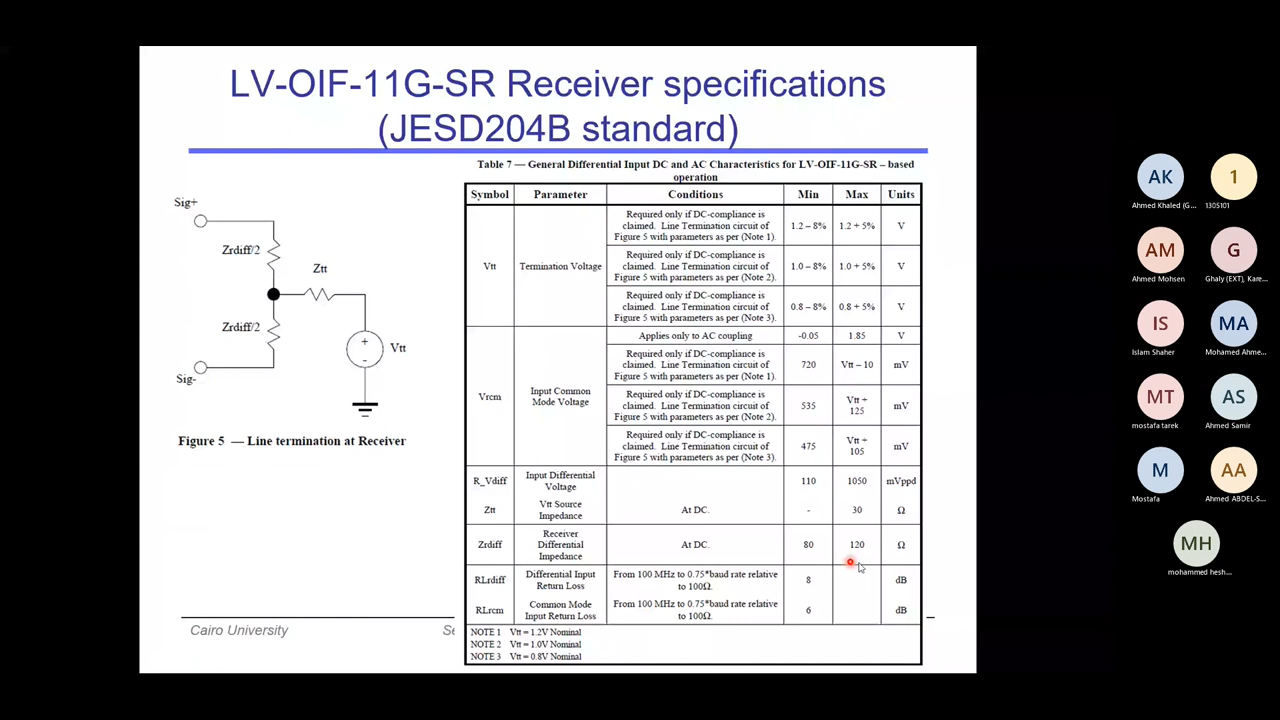 LV-OIF-11G-SR Receiver specifications
(JESD204B standard)
Sig+
Zrdiff/2
Ztt
Zrdiff/2
+
-
Vtt
Sig-
Figure 5 — Line termination at Receiver
Table 7 — General Differential Input DC and AC Characteristics for LV-OIF-11G-SR – based
operation
Symbol Parameter Conditions Min Max Units
Vtt Termination Voltage
Required only if DC-compliance is
claimed. Line Termination circuit of
Figure 5 with parameters as per (Note 1).
1.2 – 8% 1.2 + 5% V
Required only if DC-compliance is
claimed. Line Termination circuit of
Figure 5 with parameters as per (Note 2).
1.0 – 8% 1.0 + 5% V
Required only if DC-compliance is
claimed. Line Termination circuit of
Figure 5 with parameters as per (Note 3).
0.8 – 8% 0.8 + 5% V
Vrcm
Input Common
Mode Voltage
Applies only to AC coupling -0.05 1.85 V
Required only if DC-compliance is
claimed. Line Termination circuit of
Figure 5 with parameters as per (Note 1).
720 Vtt – 10 mV
Required only if DC-compliance is
claimed. Line Termination circuit of
Figure 5 with parameters as per (Note 2).
535
Vtt +
125
mV
Required only if DC-compliance is
claimed. Line Termination circuit of
Figure 5 with parameters as per (Note 3).
475
Vtt +
105
mV
R_Vdiff
Input Differential
Voltage
110 1050 mVppd
Ztt
Vtt Source
Impedance
At DC. - 30 Ω
Zrdiff
Receiver
Differential
Impedance
At DC. 80 120 Ω
RLrdiff
Differential Input
Return Loss
From 100 MHz to 0.75*baud rate relative
to 100Ω.
8 dB
RLrcm
Common Mode
Input Return Loss
From 100 MHz to 0.75*baud rate relative
to 100Ω.
6 dB
NOTE 1 Vtt = 1.2V Nominal
NOTE 2 Vtt = 1.0V Nominal
NOTE 3 Vtt = 0.8V Nominal
Cairo University
Se
AK
Ahmed Khaled (G...
1
1305101
AM
Ahmed Mohsen
G
Ghaly (EXT), Kare...
IS
Islam Shaher
MA
Mohamed Ahme...
MT
mostafa tarek
AS
Ahmed Samir
M
Mostafa
AA
Ahmed ABDEL-S...
MH
mohammed hesh...